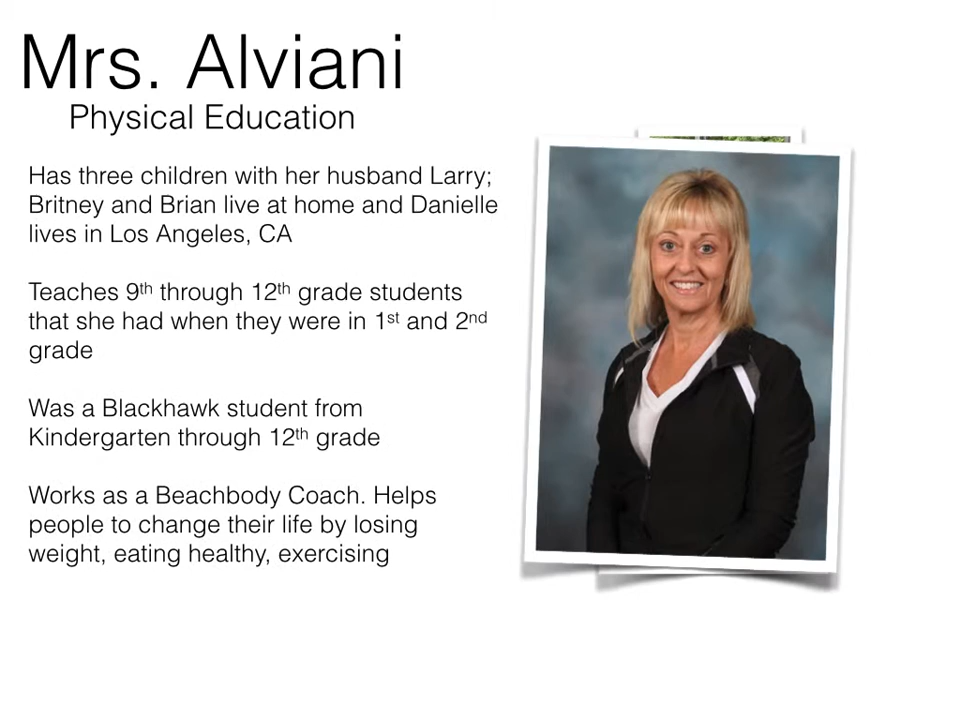 Mrs. Alviani
Physical Education
Has three children with her husband Larry;
Britney and Brian live at home and Danielle
lives in Los Angeles, CA
Teaches 9th through 12th grade students
that she had when they were in 1st and 2nd
grade
Was a Blackhawk student from
Kindergarten through 12th grade
Works as a Beachbody Coach. Helps
people to change their life by losing
weight, eating healthy, exercising